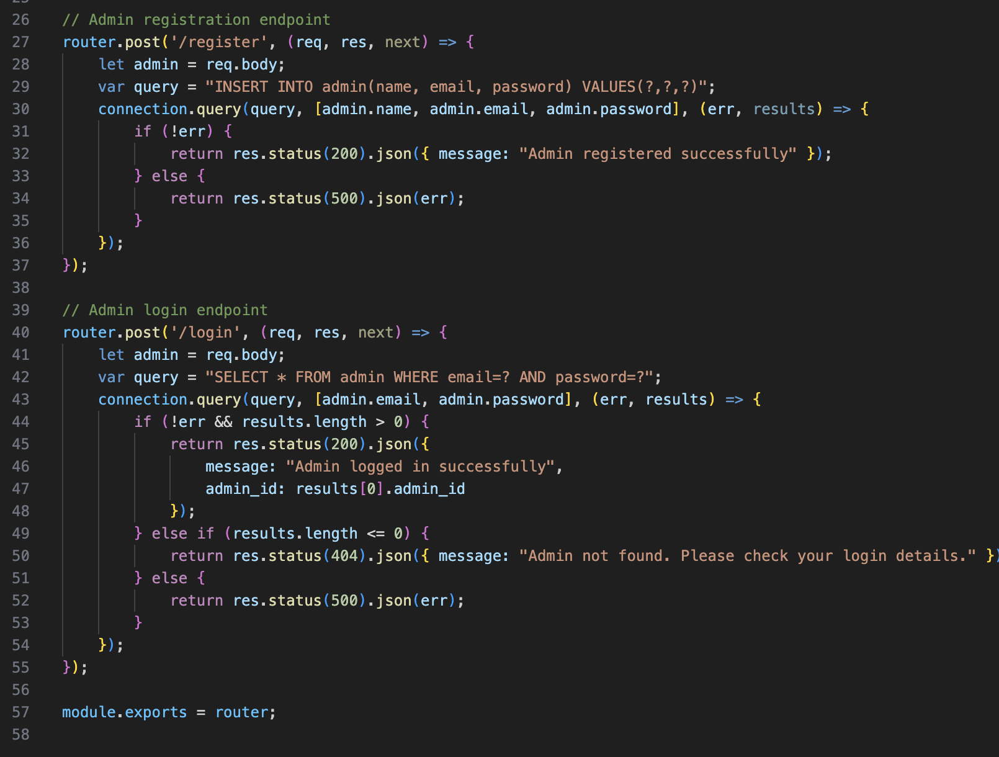 26 // Admin registration endpoint
27 router.post('/register', (req, res, next) => {
28     let admin = req.body;
29     var query = "INSERT INTO admin(name, email, password) VALUES(?,?,?)";
30     connection.query(query, [admin.name, admin.email, admin.password], (err, results) => {
31         if (!err) {
32             return res.status(200).json({ message: "Admin registered successfully" });
33         } else {
34             return res.status(500).json(err);
35         }
36     });
37 });
38
39 // Admin login endpoint
40 router.post('/login', (req, res, next) => {
41     let admin = req.body;
42     var query = "SELECT * FROM admin WHERE email=? AND password=?";
43     connection.query(query, [admin.email, admin.password], (err, results) => {
44         if (!err && results.length > 0) {
45             return res.status(200).json({
46                 message: "Admin logged in successfully",
47                 admin_id: results[0].admin_id
48             });
49         } else if (results.length <= 0) {
50             return res.status(404).json({ message: "Admin not found. Please check your login details." })
51         } else {
52             return res.status(500).json(err);
53         }
54     });
55 });
56
57 module.exports = router;
58